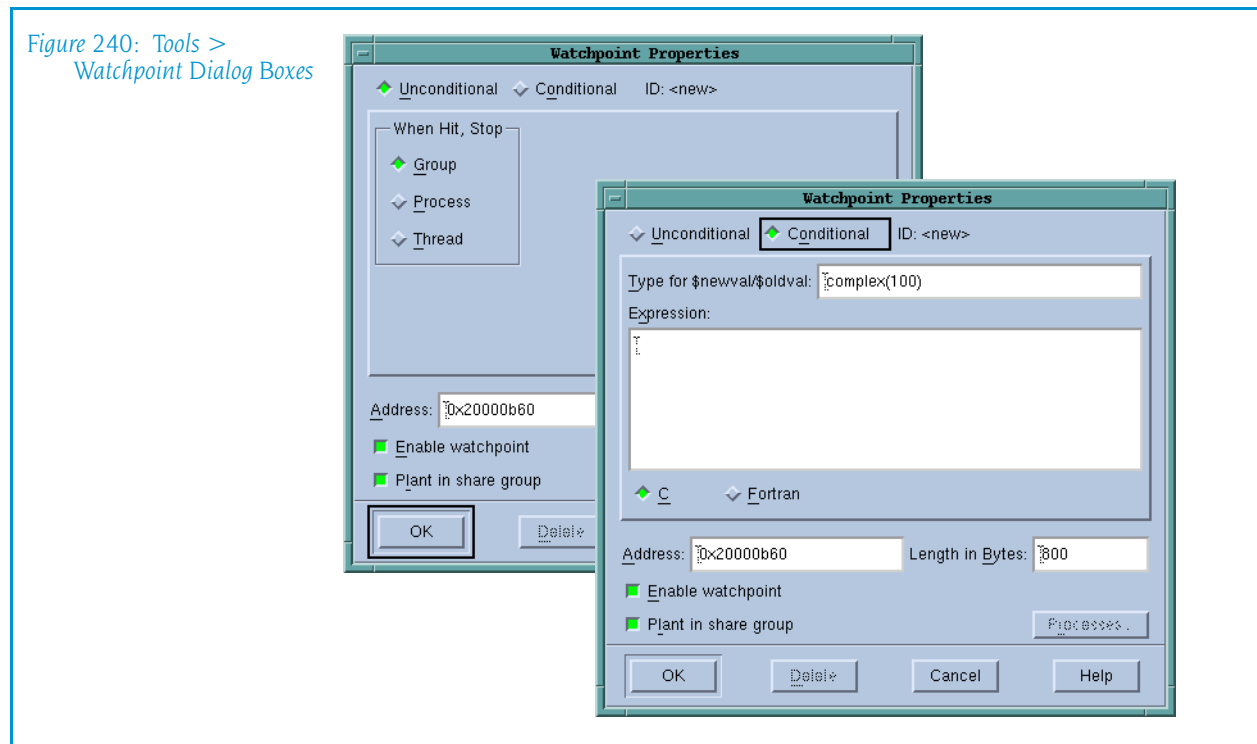 Figure 240: Tools >
Watchpoint Dialog Boxes
Watchpoint Properties
Unconditional Conditional ID: <new>
When Hit, Stop
Group
Process
Thread
Address: 0x20000b60
Enable watchpoint
Plant in share group
OK Delete
Watchpoint Properties
Unconditional Conditional ID: <new>
Type for $newval/$oldval: complex(100)
Expression:
C Fortran
Address: 0x20000b60 Length in Bytes: 800
Enable watchpoint
Plant in share group Processes.
OK Delete Cancel Help